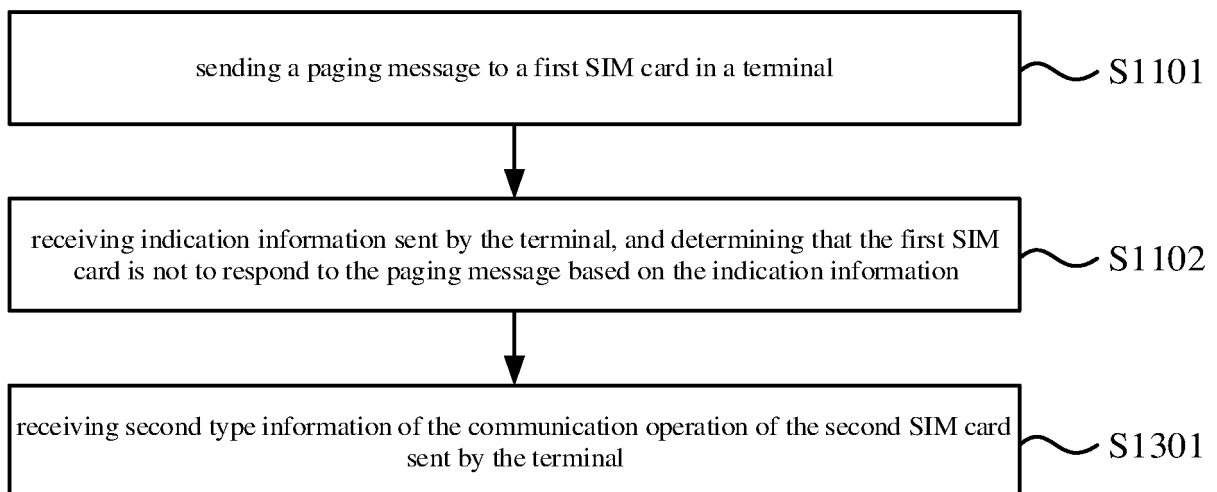 sending a paging message to a first SIM card in a terminal
S1101
receiving indication information sent by the terminal, and determining that the first SIM
card is not to respond to the paging message based on the indication information
S1102
receiving second type information of the communication operation of the second SIM card
sent by the terminal
S1301